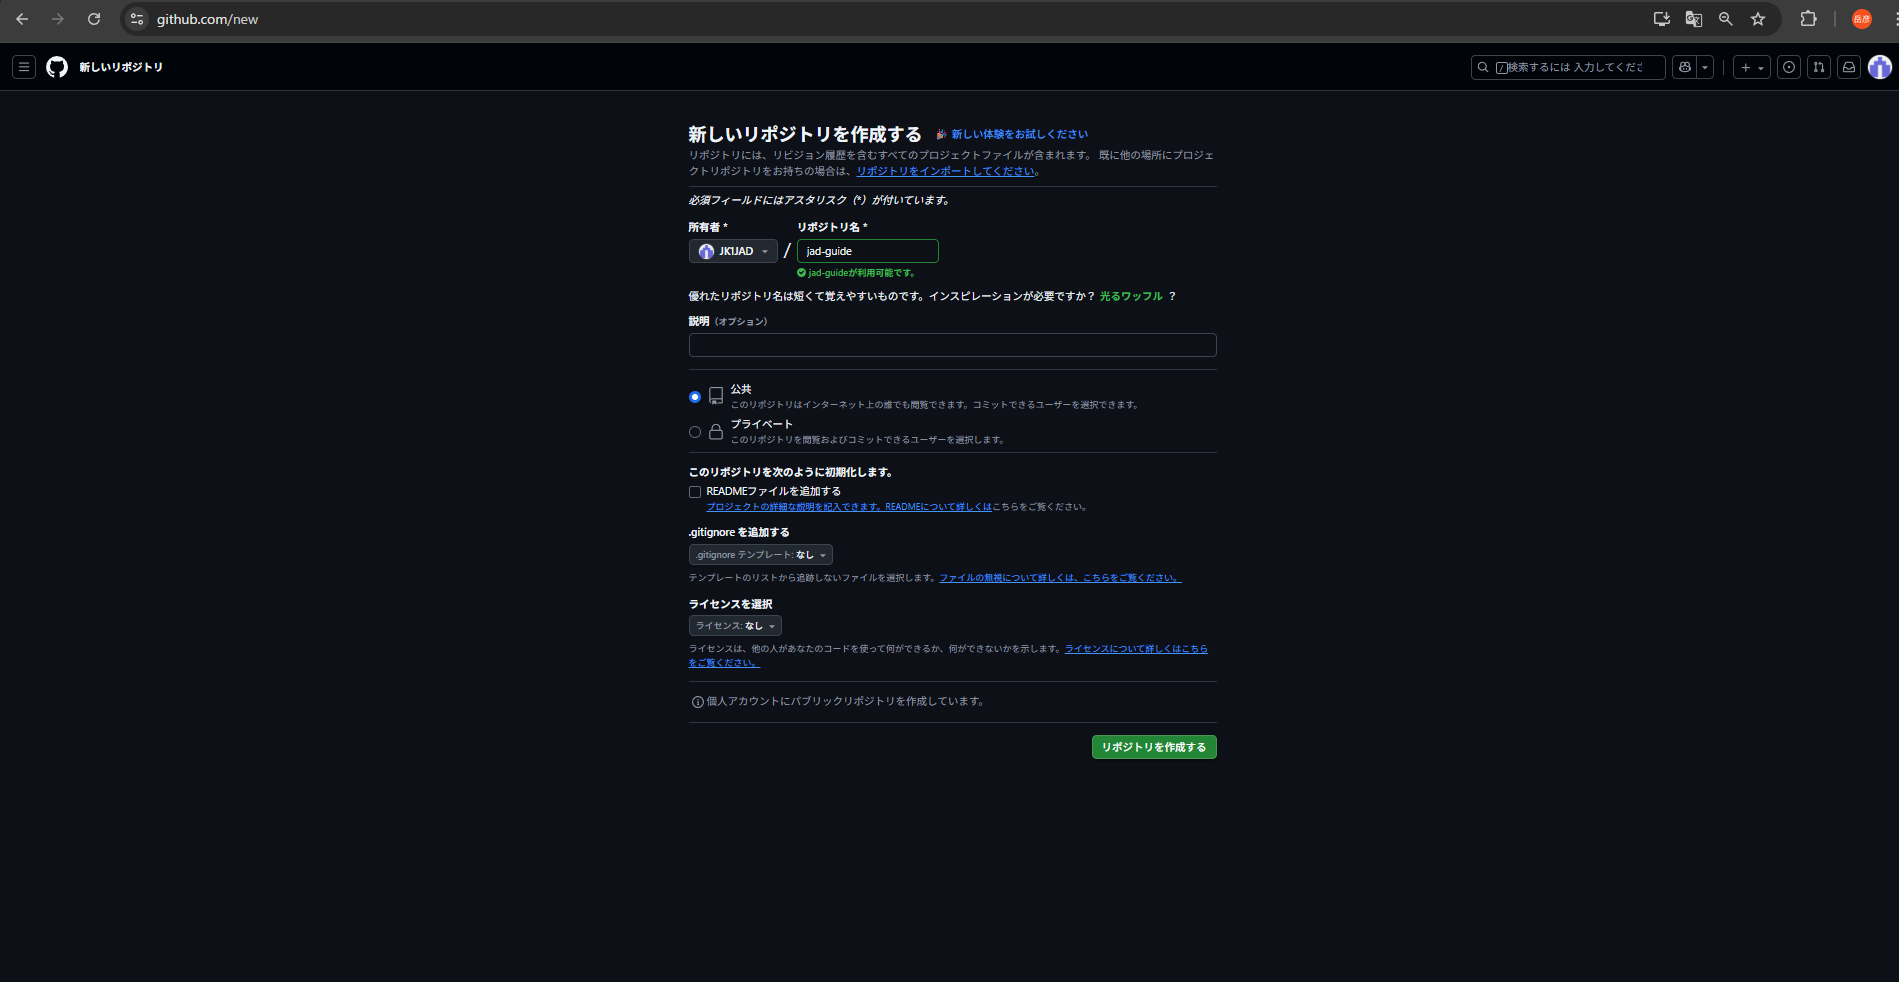 github.com/new
岳彦
新しいリポジトリ
/検索するには 入力してくださ
新しいリポジトリを作成する 新しい体験をお試しください
リポジトリには、リビジョン履歴を含むすべてのプロジェクトファイルが含まれます。 既に他の場所にプロジェ
クトリポジトリをお持ちの場合は、リポジトリをインポートしてください。
必須フィールドにはアスタリスク（*）が付いています。
所有者 * リポジトリ名 *
JK1JAD / jad-guide
jad-guideが利用可能です。
優れたリポジトリ名は短くて覚えやすいものです。インスピレーションが必要ですか？ 光るワッフル ？
説明（オプション）
公共
このリポジトリはインターネット上の誰でも閲覧できます。コミットできるユーザーを選択できます。
プライベート
このリポジトリを閲覧およびコミットできるユーザーを選択します。
このリポジトリを次のように初期化します。
READMEファイルを追加する
プロジェクトの詳細な説明を記入できます。READMEについて詳しくはこちらをご覧ください。
.gitignore を追加する
.gitignore テンプレート: なし
テンプレートのリストから追跡しないファイルを選択します。ファイルの無視について詳しくは、こちらをご覧ください。
ライセンスを選択
ライセンス: なし
ライセンスは、他の人があなたのコードを使って何ができるか、何ができないかを示します。ライセンスについて詳しくはこちら
をご覧ください。
個人アカウントにパブリックリポジトリを作成しています。
リポジトリを作成する